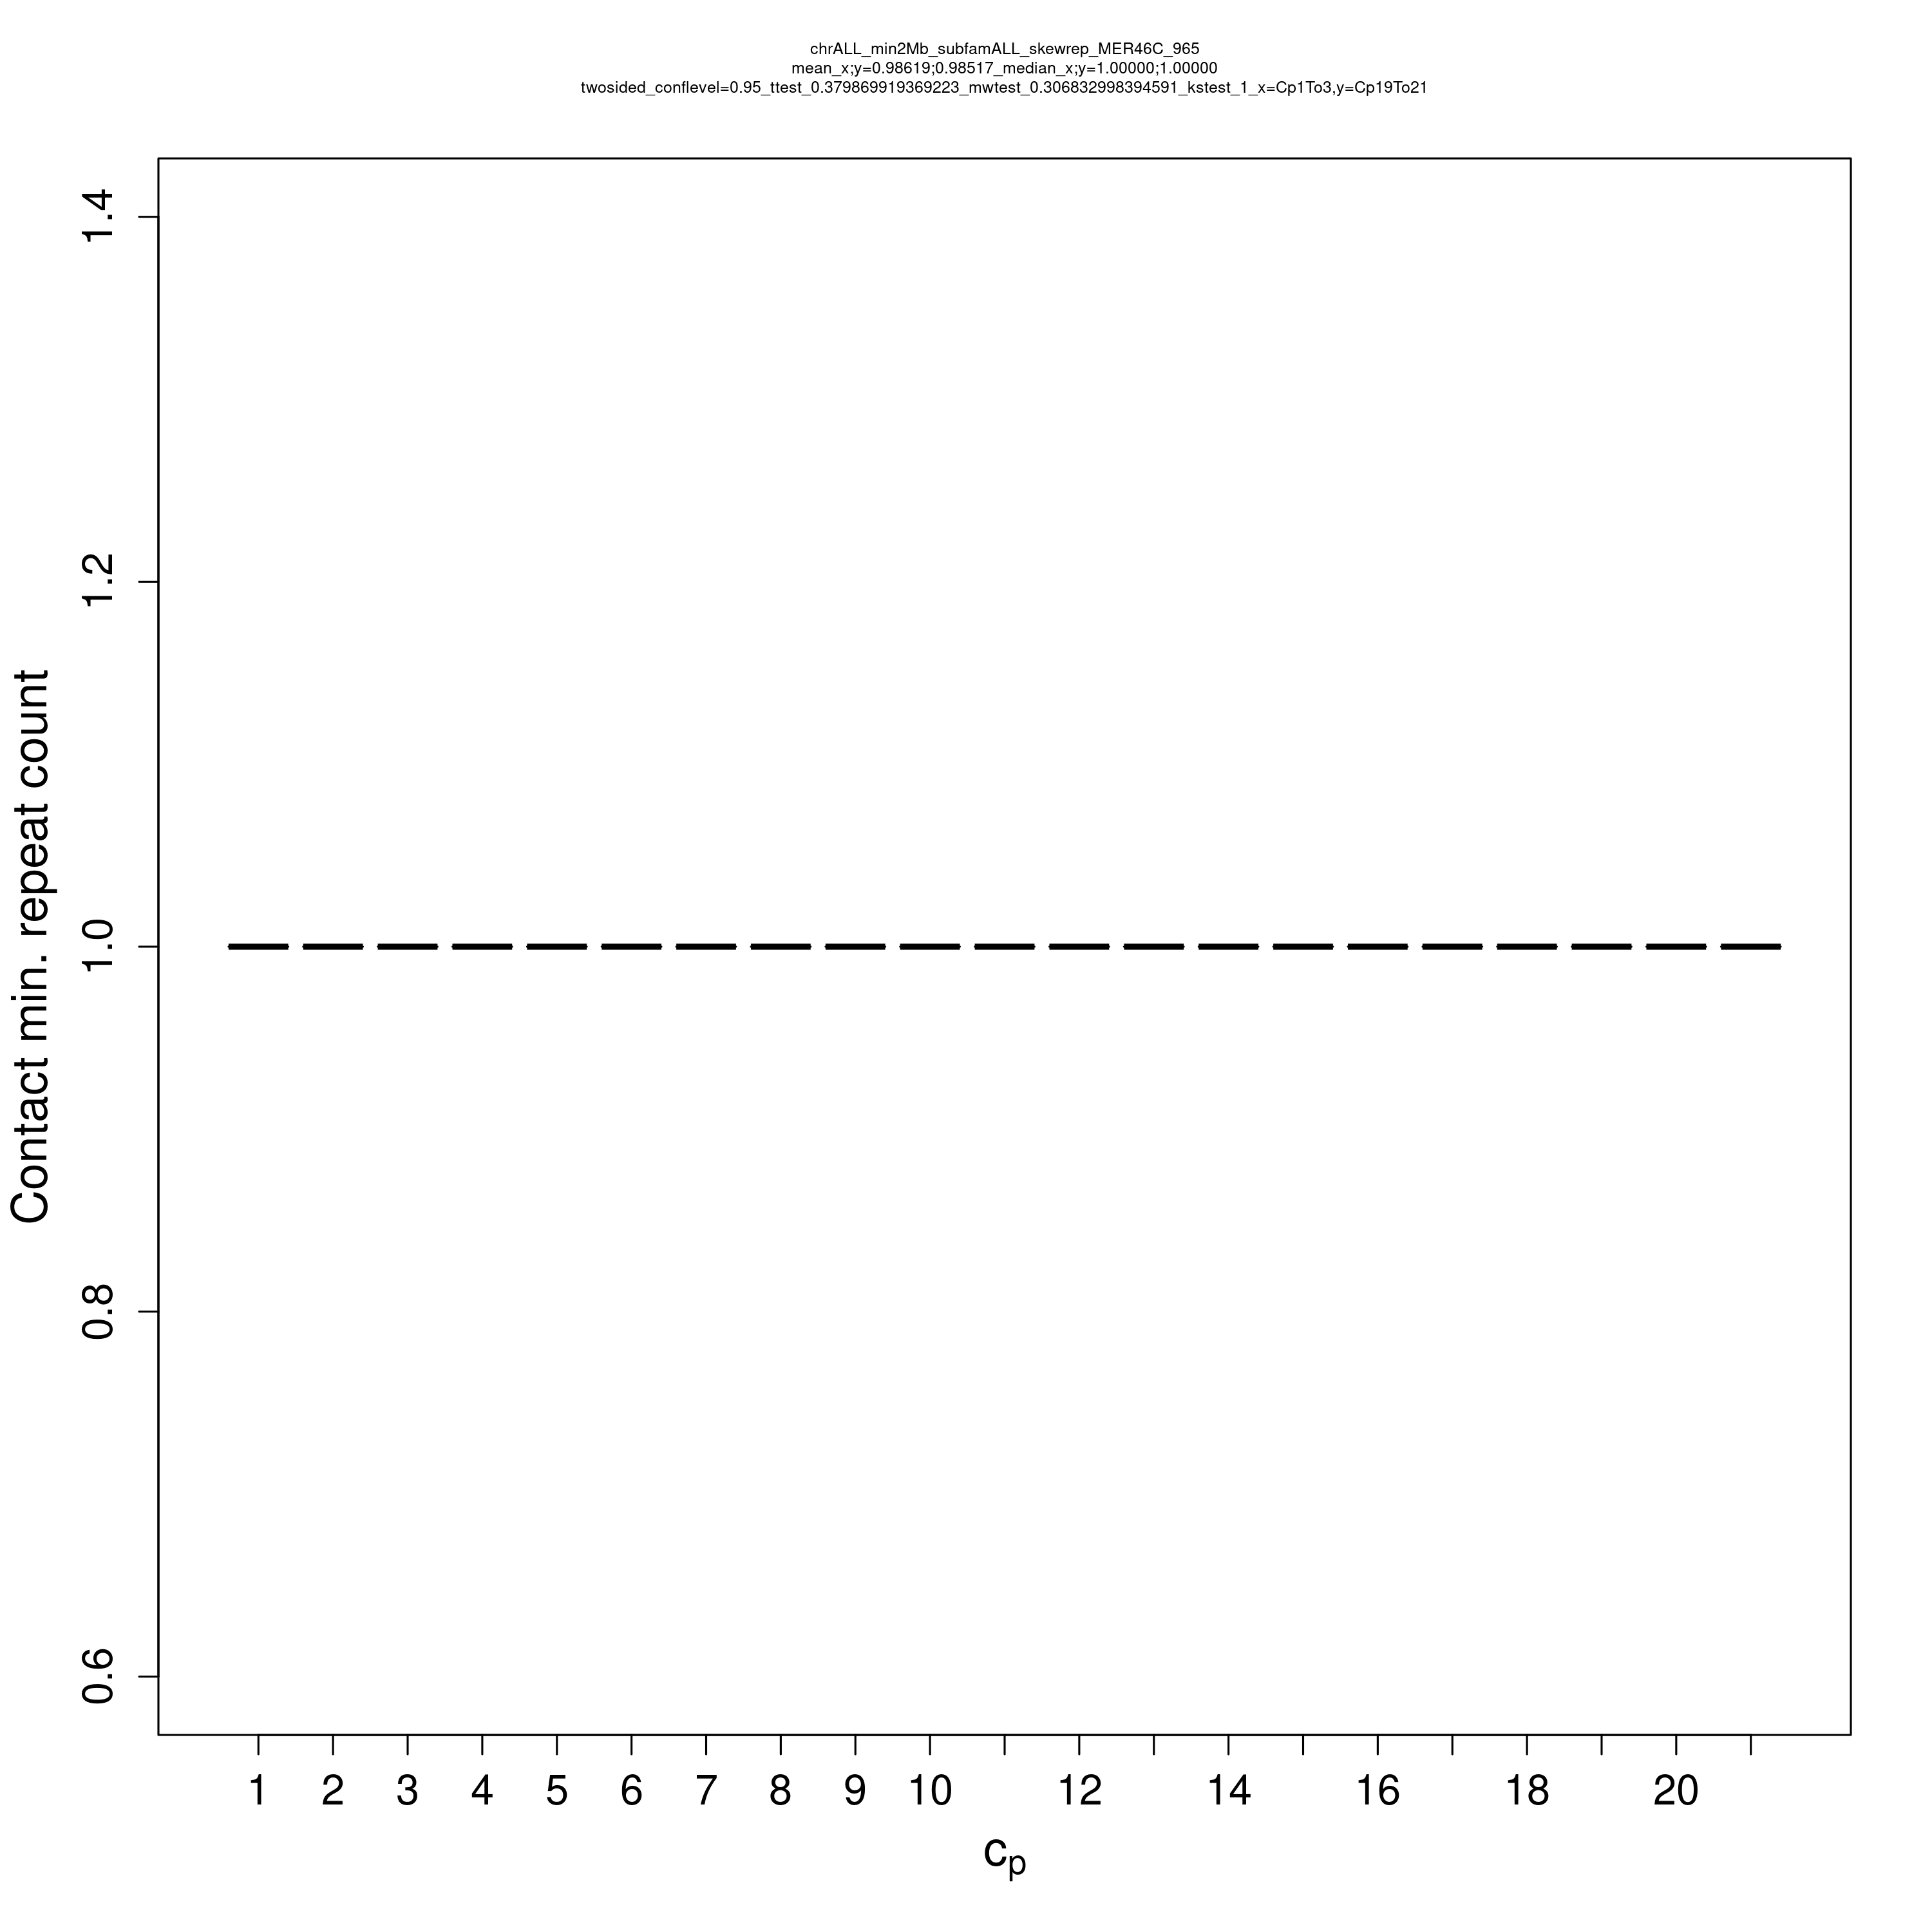 chrALL_min2Mb_subfamALL_skewrep_MER46C_965
mean_x;y=0.98619;0.98517_median_x;y=1.00000;1.00000
twosided_conflevel=0.95_ttest_0.379869919369223_mwtest_0.306832998394591_kstest_1_x=Cp1To3,y=Cp19To21
Contact min. repeat count
1.4
1.2
1.0
0.8
0.6
1 2 3 4 5 6 7 8 9 10 12 14 16 18 20
cp